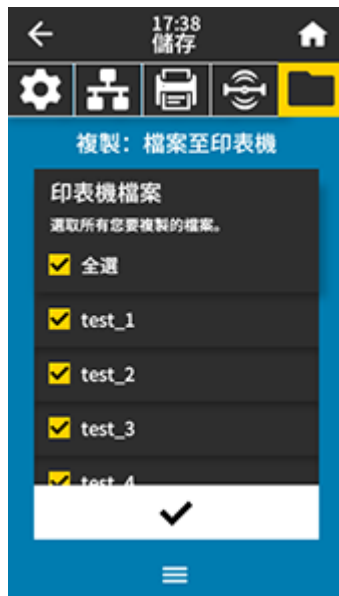 17:38
儲存
複製：檔案至印表機
印表機檔案
選取所有您要複製的檔案。
全選
test_1
test_2
test_3
test_4